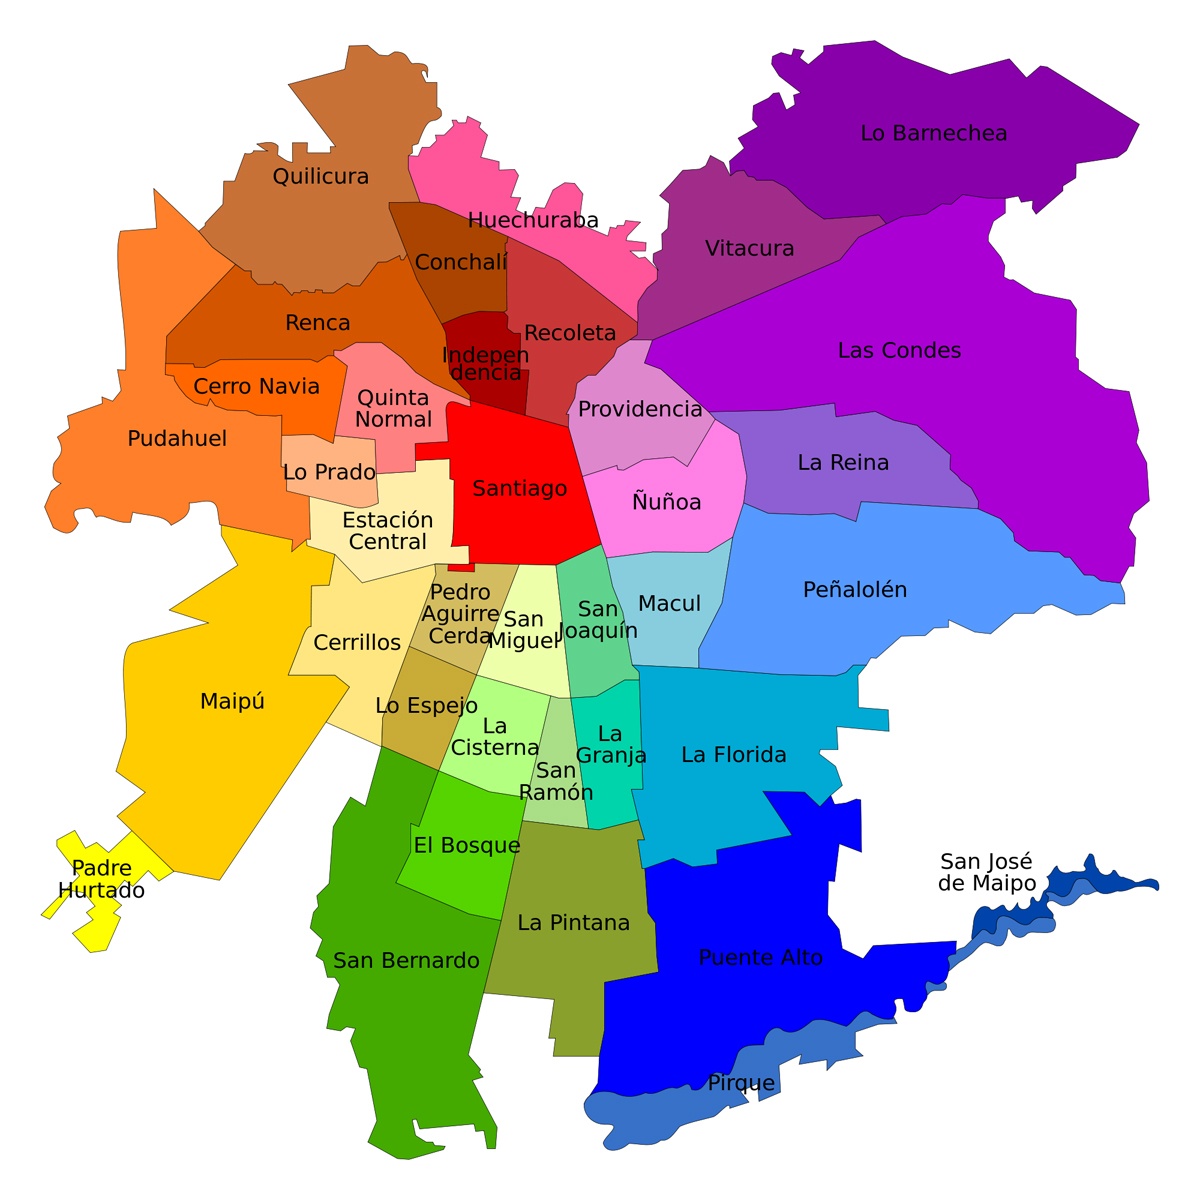 Lo Barnechea
Quilicura
Huechuraba
Vitacura
Conchalí
Renca
Recoleta
Indepen
dencia
Las Condes
Cerro Navia
Quinta
Normal
Providencia
Pudahuel
La Reina
Lo Prado
Santiago
Ñuñoa
Estación
Central
Peñalolén
Pedro
Aguirre
Cerda
San
Miguel
San
Joaquín
Macul
Cerrillos
Maipú
Lo Espejo
La
Cisterna
La
Granja
La Florida
San
Ramón
El Bosque
Padre
Hurtado
San José
de Maipo
La Pintana
San Bernardo
Puente Alto
Pirque